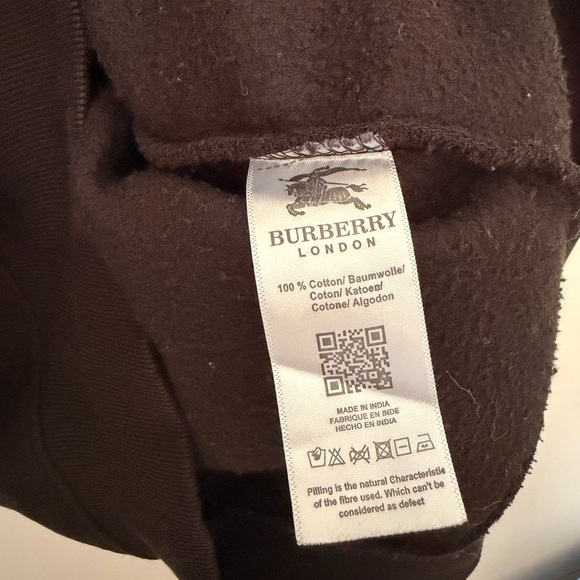 BURBERRY
LONDON
100 % Cotton/ Baumwolle/
Coton/ Katoen/
Cotone/ Algodon
MADE IN INDIA
FABRIQUE EN INDE
HECHO EN INDIA
Pilling is the natural Characteristic
of the fibre used. Which can't be
considered as defect